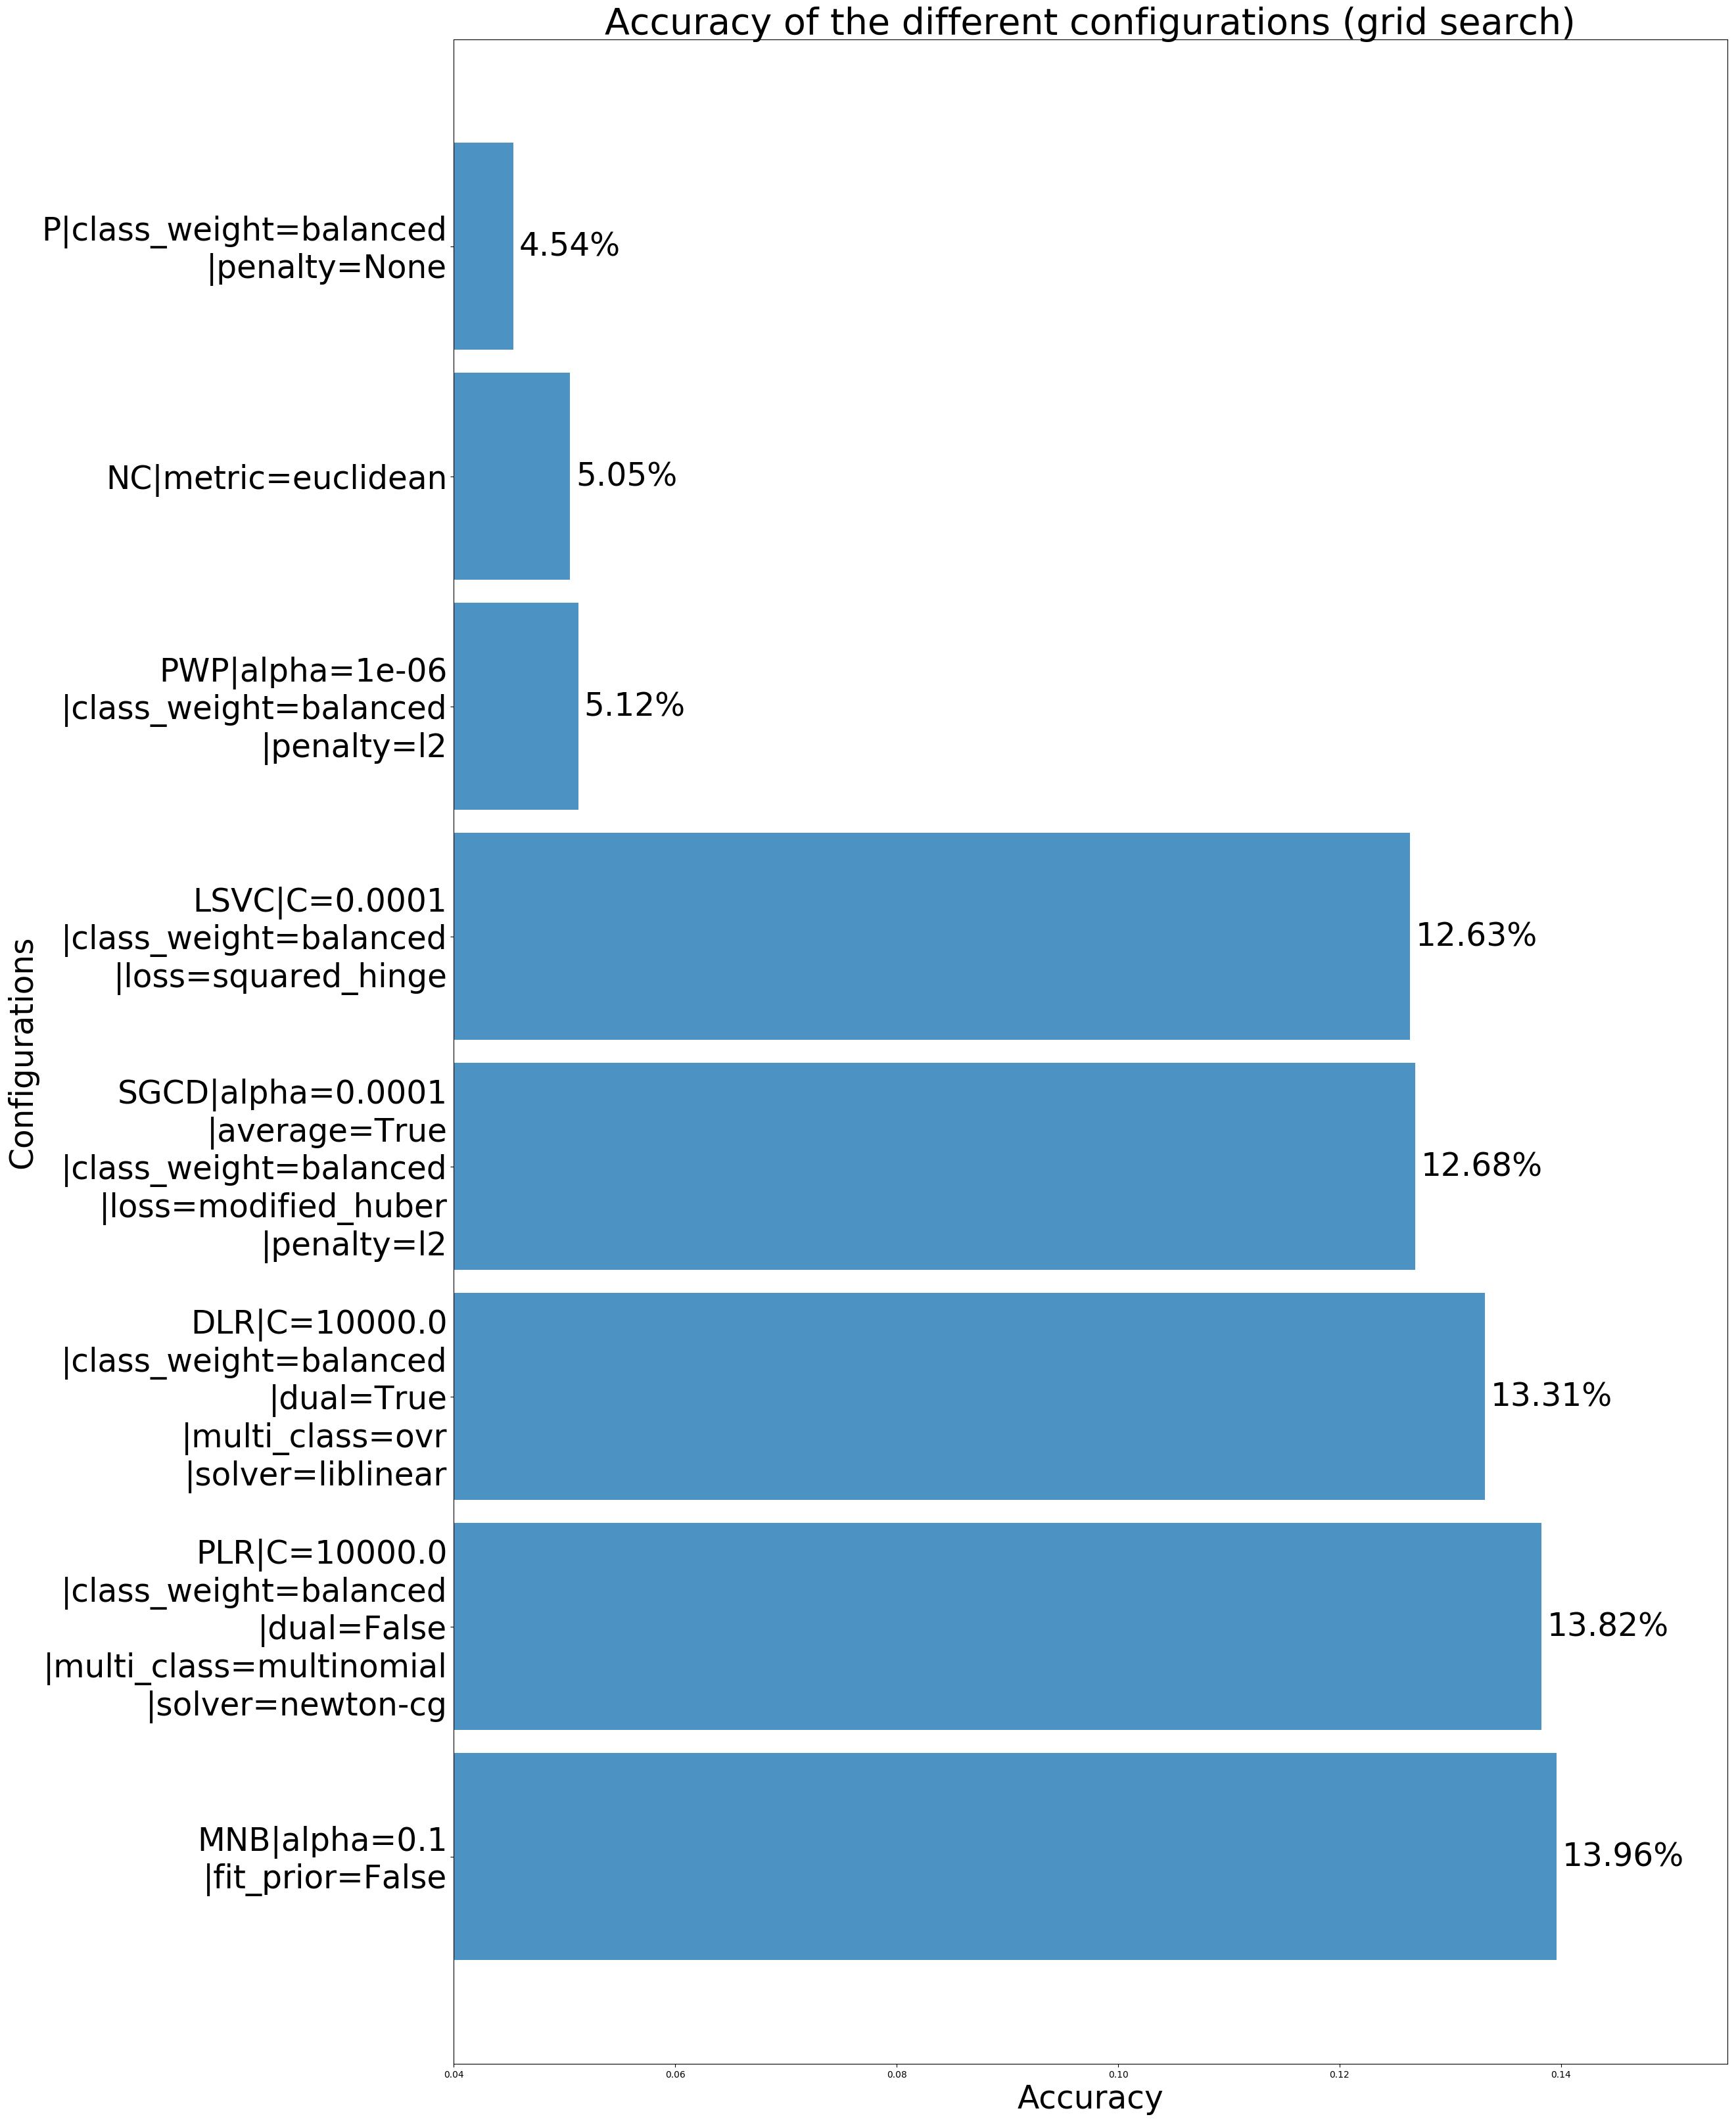 Accuracy of the different configurations (grid search)
P|class_weight=balanced
|penalty=None
4.54%
NC|metric=euclidean
5.05%
PWP|alpha=1e-06
|class_weight=balanced
|penalty=l2
5.12%
LSVC|C=0.0001
|class_weight=balanced
|loss=squared_hinge
12.63%
SGCD|alpha=0.0001
|average=True
|class_weight=balanced
|loss=modified_huber
|penalty=l2
12.68%
DLR|C=10000.0
|class_weight=balanced
|dual=True
|multi_class=ovr
|solver=liblinear
13.31%
PLR|C=10000.0
|class_weight=balanced
|dual=False
|multi_class=multinomial
|solver=newton-cg
13.82%
MNB|alpha=0.1
|fit_prior=False
13.96%
Configurations
0.04 0.06 0.08 0.10 0.12 0.14
Accuracy